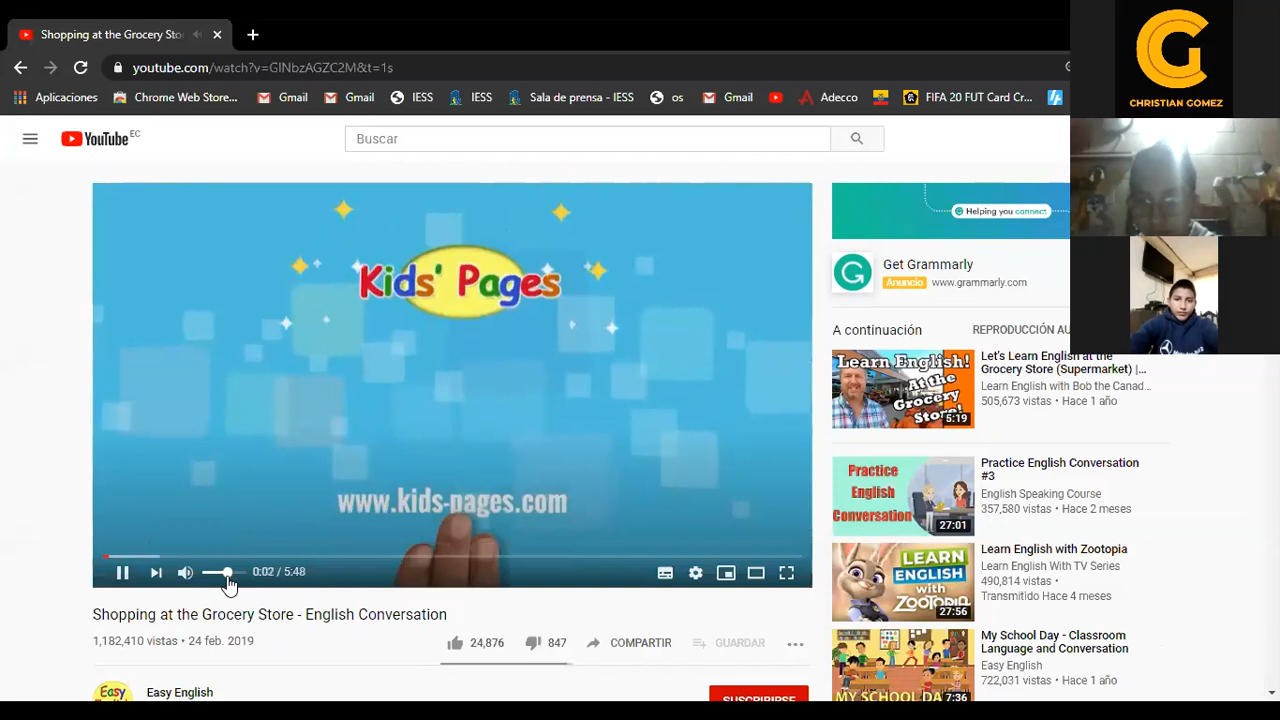 Shopping at the Grocery Sto
youtube.com/watch?v=GlNbzAGZC2M&t=1s
Aplicaciones
Chrome Web Store...
Gmail
Gmail
IESS
IESS
Sala de prensa - IESS
os
Gmail
Adecco
FIFA 20 FUT Card Cr...
CHRISTIAN GOMEZ
YouTube EC
Buscar
Kids' Pages
www.kids-pages.com
0:02 / 5:48
Shopping at the Grocery Store - English Conversation
1,182,410 vistas • 24 feb. 2019
24,876
847
COMPARTIR
GUARDAR
Easy
Easy English
SUSCRIBIRSE
Helping you connect
Get Grammarly
Anuncio www.grammarly.com
A continuación
REPRODUCCIÓN AU
Learn English!
At the
Grocery
Store!
5:19
Let's Learn English at the
Grocery Store (Supermarket) |...
Learn English with Bob the Canad...
505,673 vistas • Hace 1 año
Practice
English
Conversation
27:01
Practice English Conversation
#3
English Speaking Course
357,580 vistas • Hace 2 meses
LEARN
ENGLISH
with
ZOOTOPIA
27:56
Learn English with Zootopia
Learn English With TV Series
490,814 vistas •
Transmitido Hace 4 meses
MY SCHOOL DA
7:36
My School Day - Classroom
Language and Conversation
Easy English
722,031 vistas • Hace 1 año